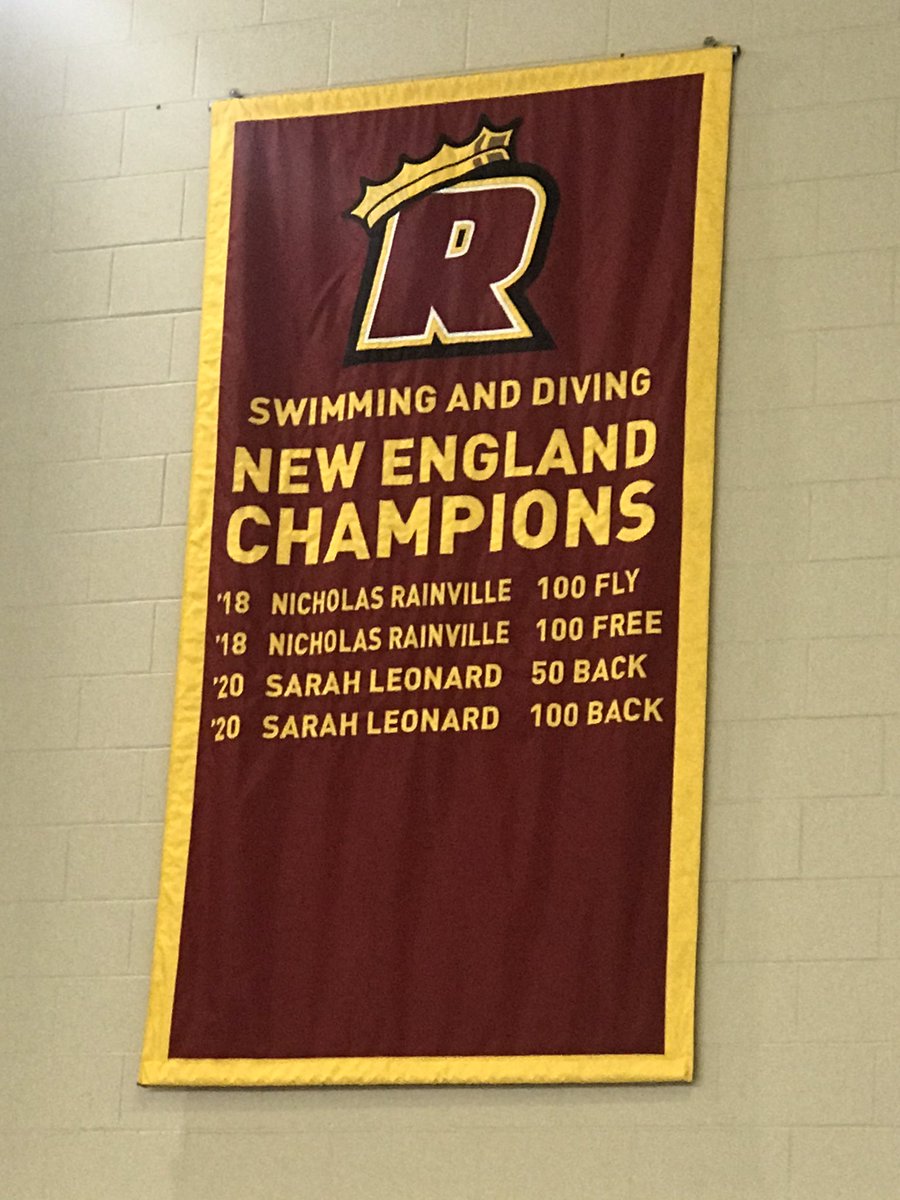 R
SWIMMING AND DIVING
NEW ENGLAND
CHAMPIONS
'18 NICHOLAS RAINVILLE 100 FLY
'18 NICHOLAS RAINVILLE 100 FREE
'20 SARAH LEONARD 50 BACK
'20 SARAH LEONARD 100 BACK